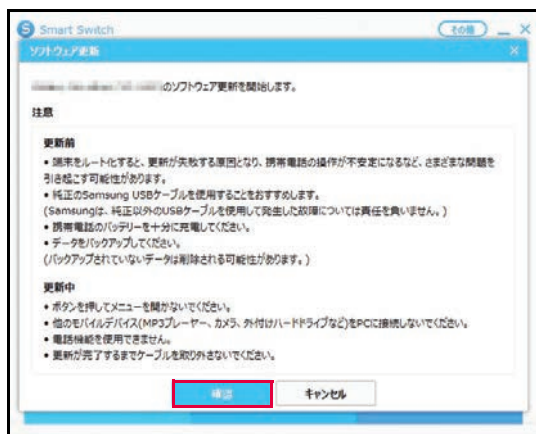 Smart Switch
その他
ソフトウェア更新
のソフトウェア更新を開始します。
注意
更新前
• 端末をルート化すると、更新が失敗する原因となり、携帯電話の操作が不安定になるなど、さまざまな問題を
引き起こす可能性があります。
• 純正のSamsung USBケーブルを使用することをおすすめします。
(Samsungは、純正以外のUSBケーブルを使用して発生した故障については責任を負いません。)
• 携帯電話のバッテリーを十分に充電してください。
• データをバックアップしてください。
(バックアップされていないデータは削除される可能性があります。)
更新中
• ボタンを押してメニューを開かないでください。
• 他のモバイルデバイス(MP3プレーヤー、カメラ、外付けハードドライブなど)をPCに接続しないでください。
• 電話機能を使用できません。
• 更新が完了するまでケーブルを取り外さないでください。
確認
キャンセル